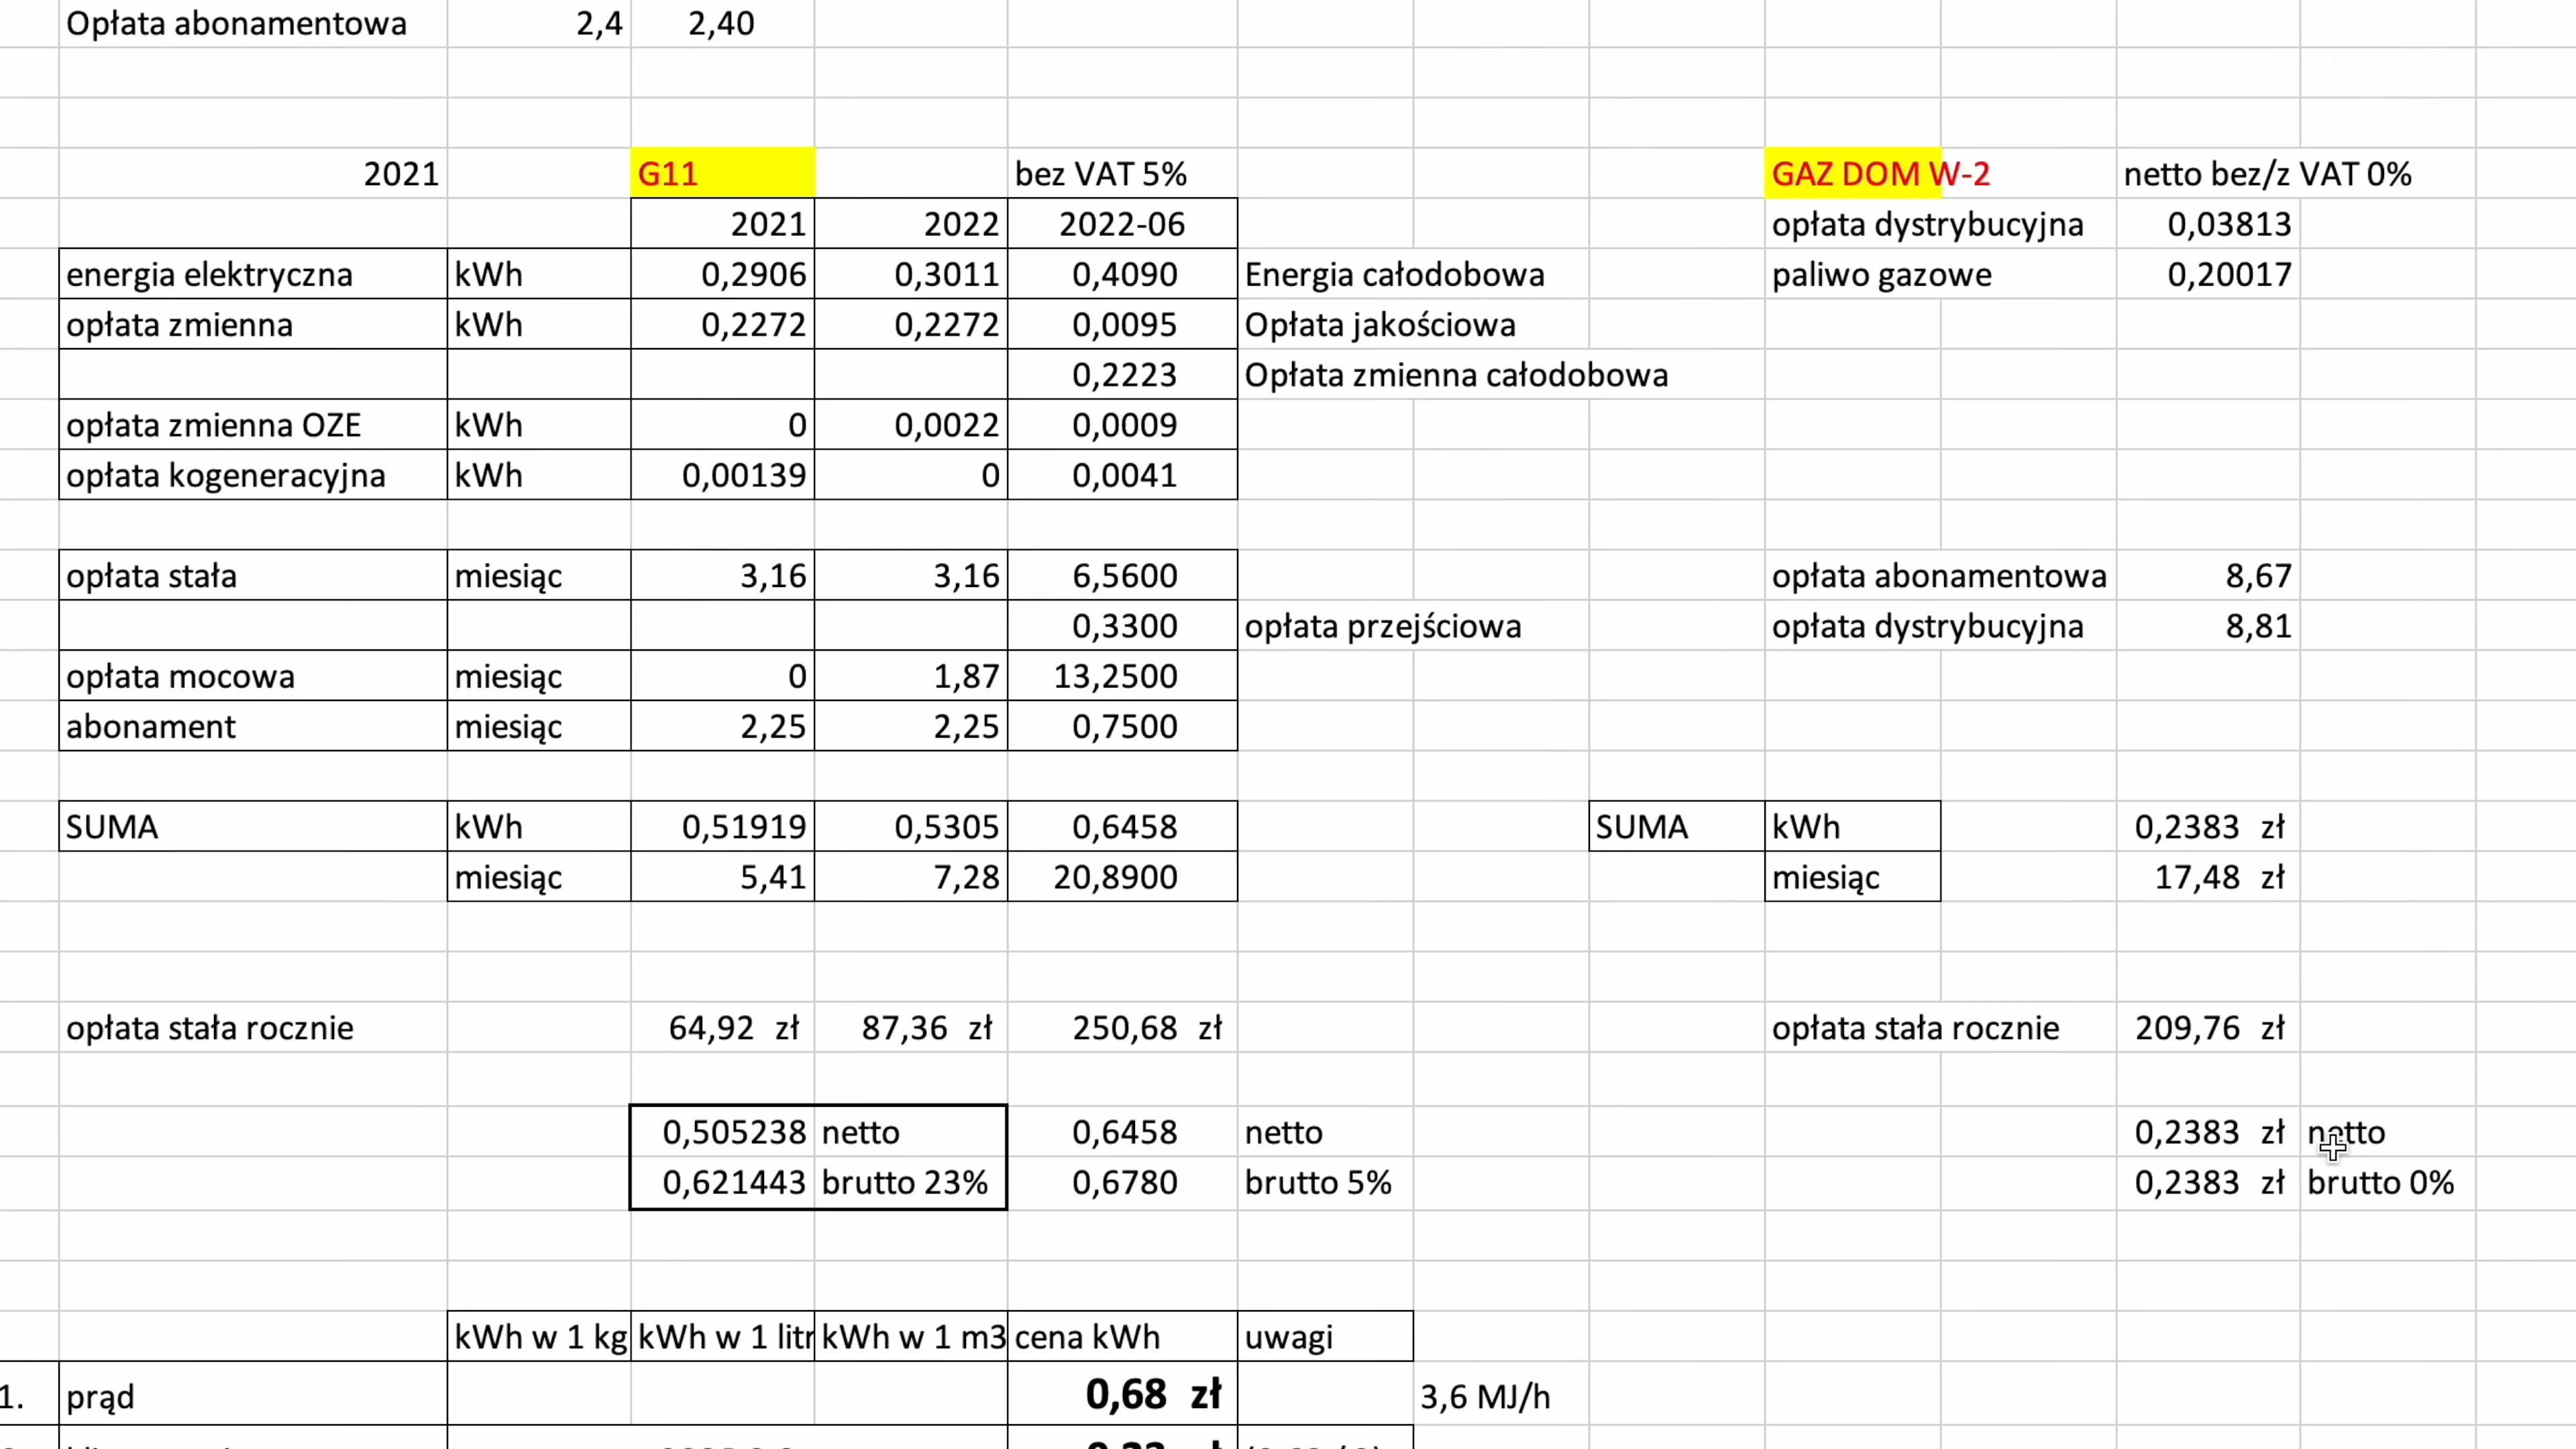 Opłata abonamentowa 2,4 2,40
2021 G11 bez VAT 5% GAZ DOM W-2 netto bez/z VAT 0%
2021 2022 2022-06 opłata dystrybucyjna 0,03813
energia elektryczna kWh 0,2906 0,3011 0,4090 Energia całodobowa paliwo gazowe 0,20017
opłata zmienna kWh 0,2272 0,2272 0,0095 Opłata jakościowa
0,2223 Opłata zmienna całodobowa
opłata zmienna OZE kWh 0 0,0022 0,0009
opłata kogeneracyjna kWh 0,00139 0 0,0041
opłata stała miesiąc 3,16 3,16 6,5600 opłata abonamentowa 8,67
0,3300 opłata przejściowa opłata dystrybucyjna 8,81
opłata mocowa miesiąc 0 1,87 13,2500
abonament miesiąc 2,25 2,25 0,7500
SUMA kWh 0,51919 0,5305 0,6458 SUMA kWh 0,2383 zł
miesiąc 5,41 7,28 20,8900 miesiąc 17,48 zł
opłata stała rocznie 64,92 zł 87,36 zł 250,68 zł opłata stała rocznie 209,76 zł
0,505238 netto 0,6458 netto 0,2383 zł netto
0,621443 brutto 23% 0,6780 brutto 5% 0,2383 zł brutto 0%
kWh w 1 kg kWh w 1 litr kWh w 1 m3 cena kWh uwagi
1. prąd 0,68 zł 3,6 MJ/h